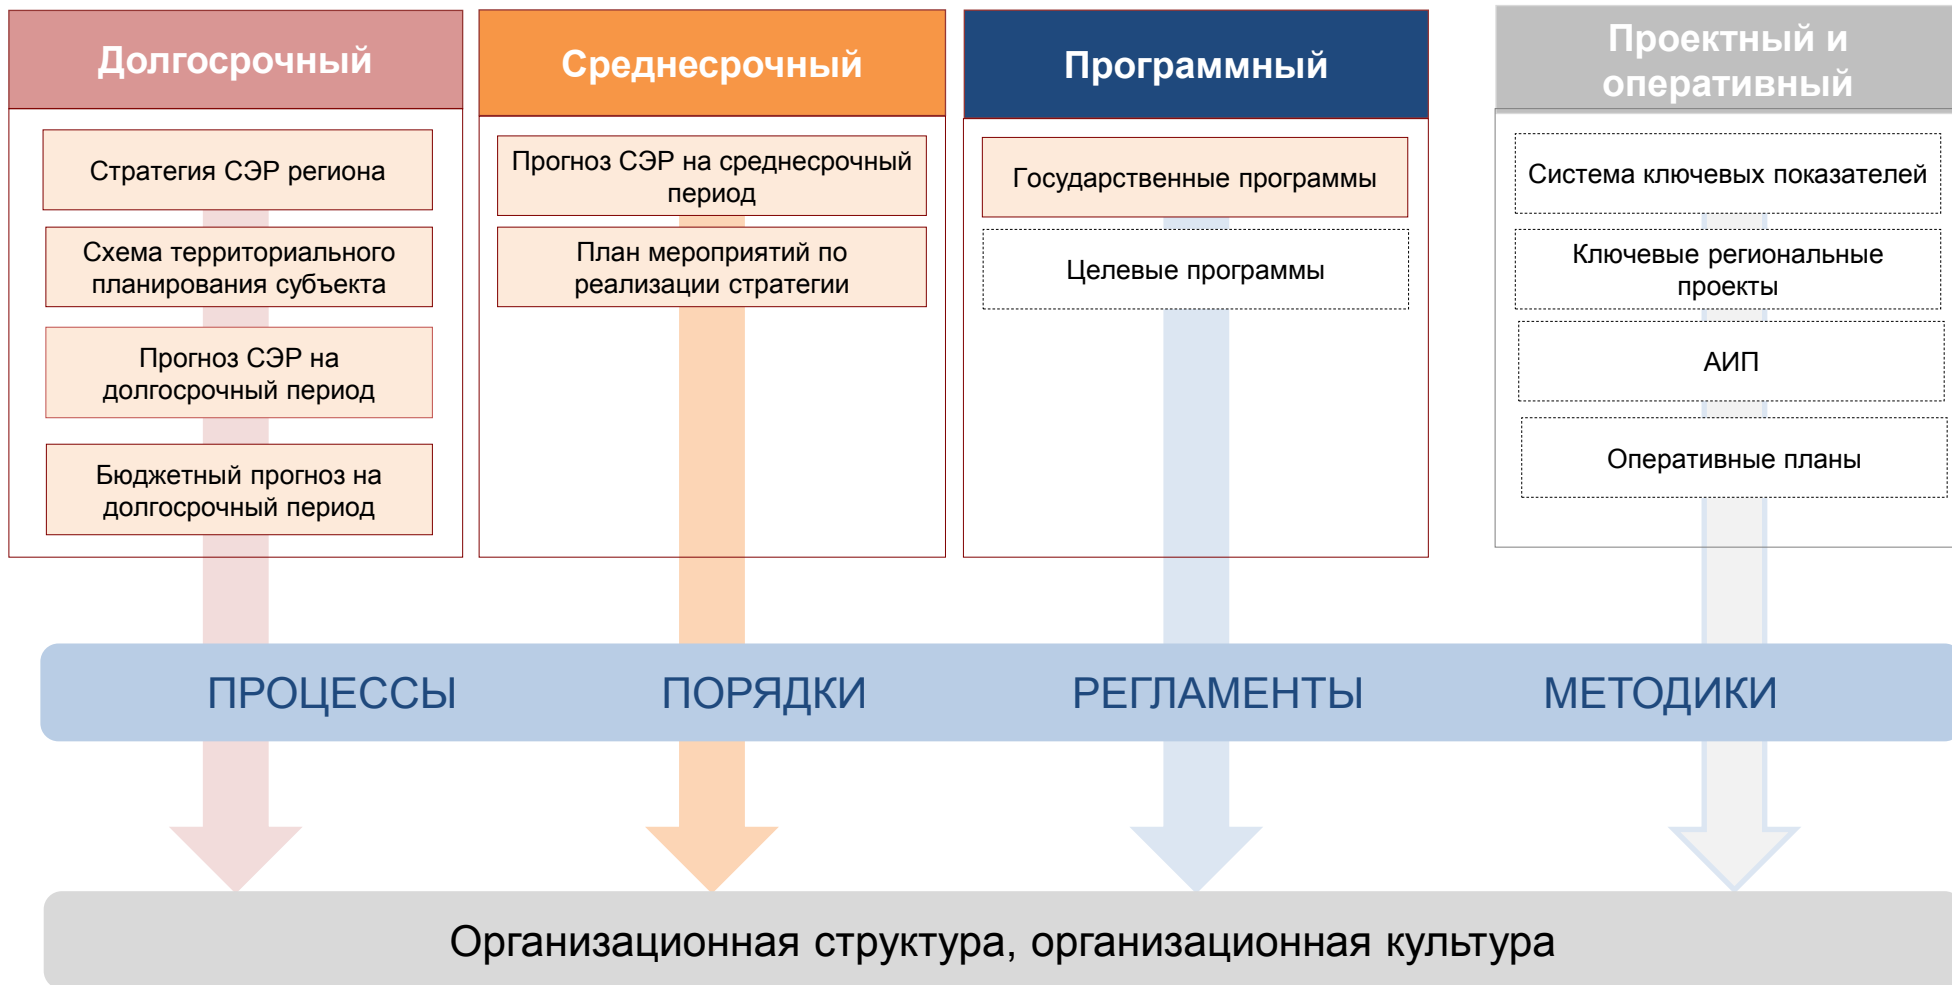 Долгосрочный
Стратегия СЭР региона
Схема территориального
планирования субъекта
Прогноз СЭР на
долгосрочный период
Бюджетный прогноз на
долгосрочный период
Среднесрочный
Прогноз СЭР на среднесрочный
период
План мероприятий по
реализации стратегии
Программный
Государственные программы
Целевые программы
Проектный и
оперативный
Система ключевых показателей
Ключевые региональные
проекты
АИП
Оперативные планы
ПРОЦЕССЫ ПОРЯДКИ РЕГЛАМЕНТЫ МЕТОДИКИ
Организационная структура, организационная культура